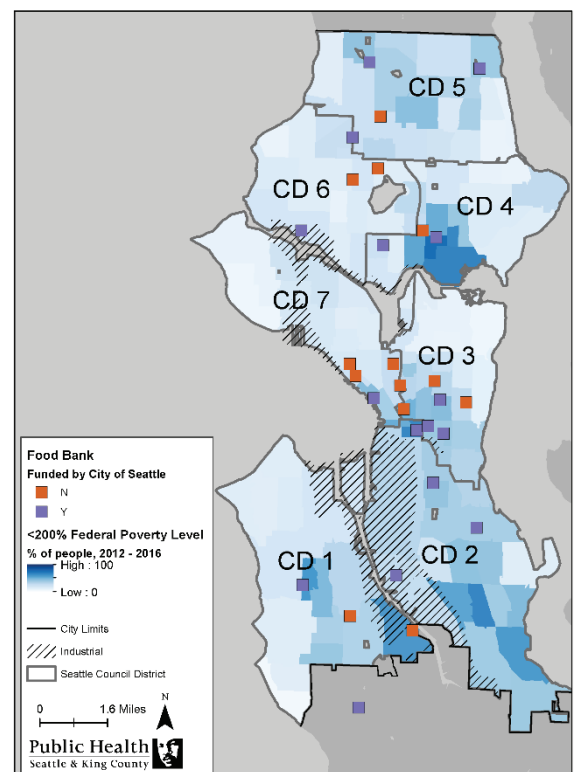 CD 5
CD 6
CD 4
CD 7
CD 3
CD 1
CD 2
Food Bank
Funded by City of Seattle
N
Y
<200% Federal Poverty Level
% of people, 2012 - 2016
High : 100
Low : 0
City Limits
Industrial
Seattle Council District
N
0 1.6 Miles
Public Health
Seattle & King County